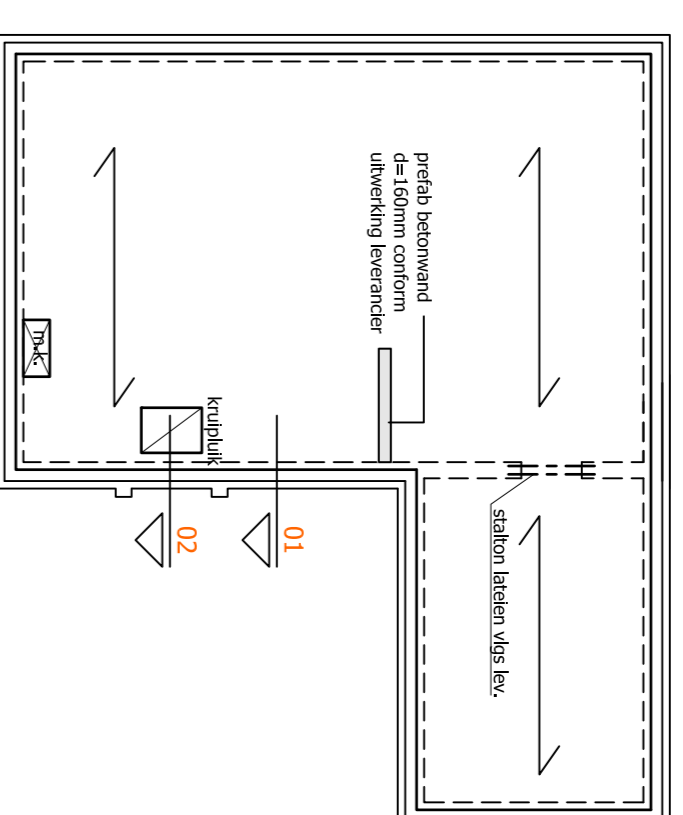 prefab betonwand
d=160mm conform
uitwerking leverancier
m.k.
kruipluik
02
01
stalton lateien vlgs lev.